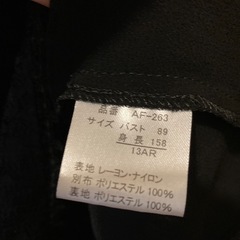 品番 AF-263
サイズ バスト 89
身長 158
13AR
表地 レーヨン・ナイロン
別布 ポリエステル 100%
裏地 ポリエステル 100%